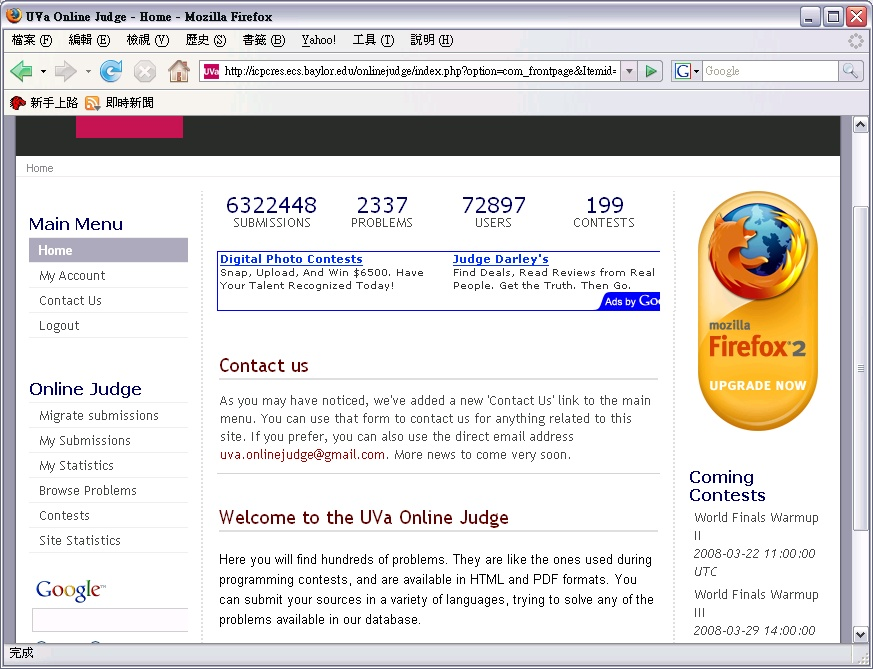 UVa Online Judge - Home - Mozilla Firefox
檔案 (F) 編輯 (E) 檢視 (V) 歷史 (S) 書籤 (B) Yahoo! 工具 (T) 說明 (H)
UVa http://icpcres.ecs.baylor.edu/onlinejudge/index.php?option=com_frontpage&Itemid= G Google
新手上路 即時新聞
Home
Main Menu
Home
My Account
Contact Us
Logout
Online Judge
Migrate submissions
My Submissions
My Statistics
Browse Problems
Contests
Site Statistics
Google™
6322448 2337 72897 199
SUBMISSIONS PROBLEMS USERS CONTESTS
Digital Photo Contests
Snap, Upload, And Win $6500. Have
Your Talent Recognized Today!
Judge Darley's
Find Deals, Read Reviews from Real
People. Get the Truth. Then Go.
Ads by Goo
Contact us
As you may have noticed, we've added a new 'Contact Us' link to the main
menu. You can use that form to contact us for anything related to this
site. If you prefer, you can also use the direct email address
uva.onlinejudge@gmail.com. More news to come very soon.
Welcome to the UVa Online Judge
Here you will find hundreds of problems. They are like the ones used during
programming contests, and are available in HTML and PDF formats. You
can submit your sources in a variety of languages, trying to solve any of the
problems available in our database.
mozilla
Firefox 2
UPGRADE NOW
Coming
Contests
World Finals Warmup
II
2008-03-22 11:00:00
UTC
World Finals Warmup
III
2008-03-29 14:00:00
完成